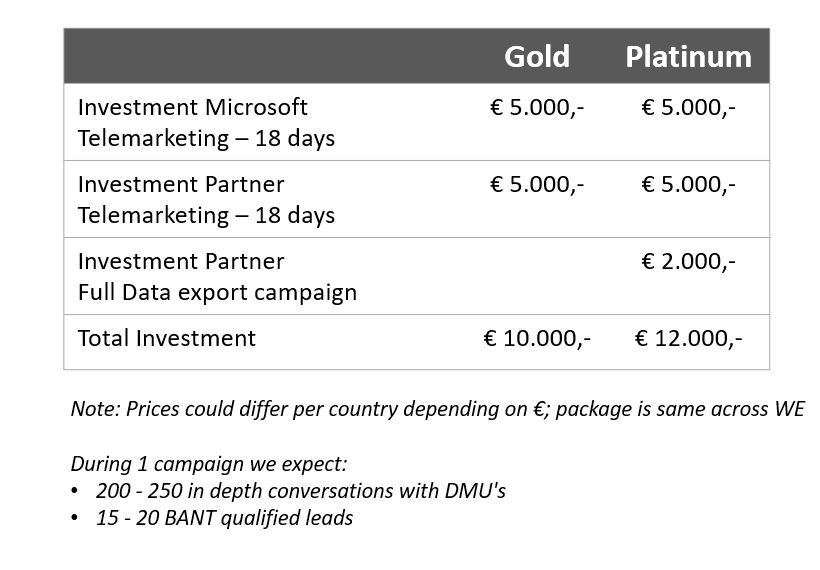 Gold Platinum
Investment Microsoft € 5.000,- € 5.000,-
Telemarketing – 18 days
Investment Partner € 5.000,- € 5.000,-
Telemarketing – 18 days
Investment Partner € 2.000,-
Full Data export campaign
Total Investment € 10.000,- € 12.000,-
Note: Prices could differ per country depending on €; package is same across WE
During 1 campaign we expect:
• 200 - 250 in depth conversations with DMU's
• 15 - 20 BANT qualified leads